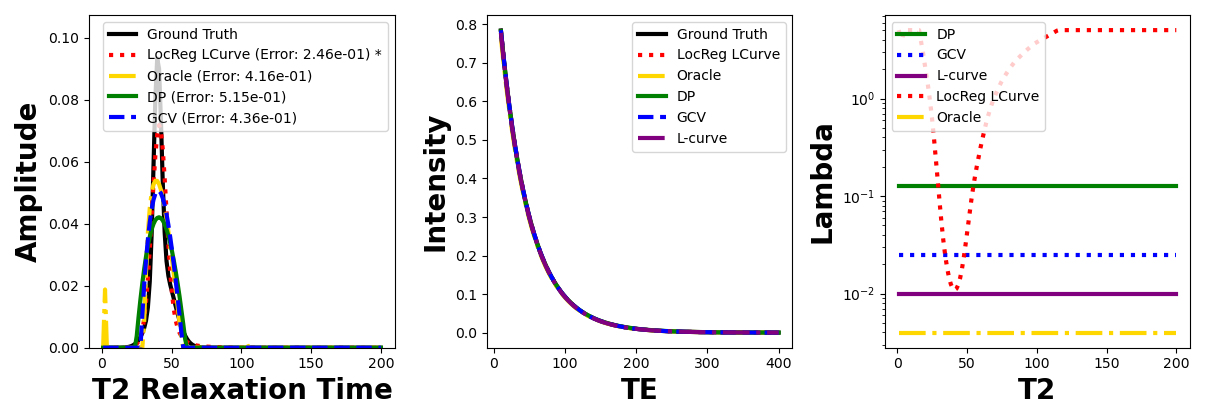 0.10
0.08
0.06
0.04
0.02
0.00
Amplitude
Ground Truth
LocReg LCurve (Error: 2.46e-01) *
Oracle (Error: 4.16e-01)
DP (Error: 5.15e-01)
GCV (Error: 4.36e-01)
0 50 100 150 200
T2 Relaxation Time
0.8
0.7
0.6
0.5
0.4
0.3
0.2
0.1
0.0
Intensity
Ground Truth
LocReg LCurve
Oracle
DP
GCV
L-curve
0 100 200 300 400
TE
10⁰
10⁻¹
10⁻²
Lambda
DP
GCV
L-curve
LocReg LCurve
Oracle
0 50 100 150 200
T2